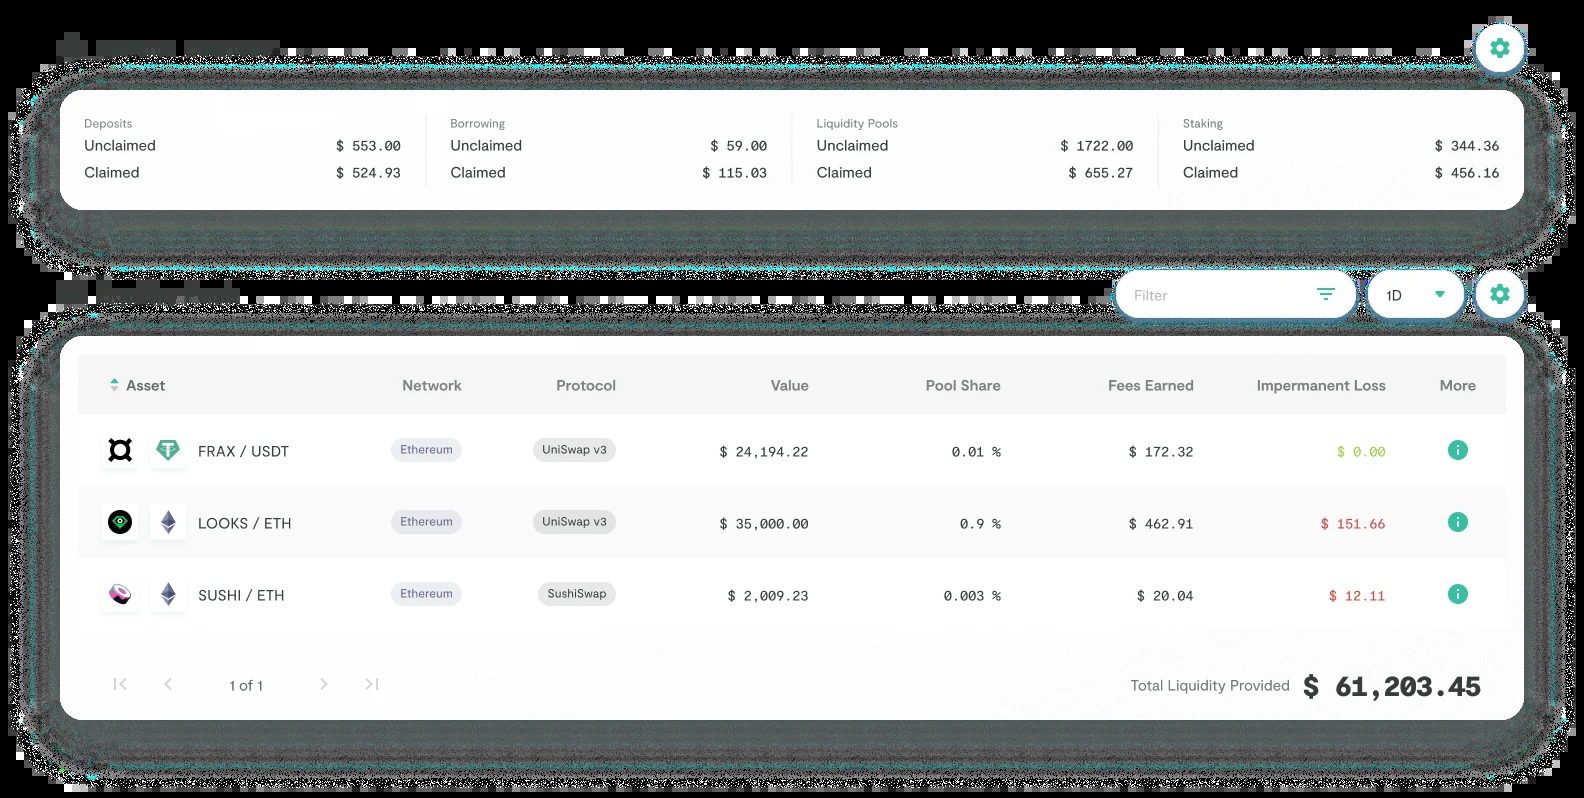 Deposits
Unclaimed $ 553.00
Claimed $ 524.93
Borrowing
Unclaimed $ 59.00
Claimed $ 115.03
Liquidity Pools
Unclaimed $ 1722.00
Claimed $ 655.27
Staking
Unclaimed $ 344.36
Claimed $ 456.16
Filter 1D
Asset Network Protocol Value Pool Share Fees Earned Impermanent Loss More
FRAX / USDT Ethereum UniSwap v3 $ 24,194.22 0.01 % $ 172.32 $ 0.00
LOOKS / ETH Ethereum UniSwap v3 $ 35,000.00 0.9 % $ 462.91 $ 151.66
SUSHI / ETH Ethereum SushiSwap $ 2,009.23 0.003 % $ 20.04 $ 12.11
1 of 1 Total Liquidity Provided $ 61,203.45